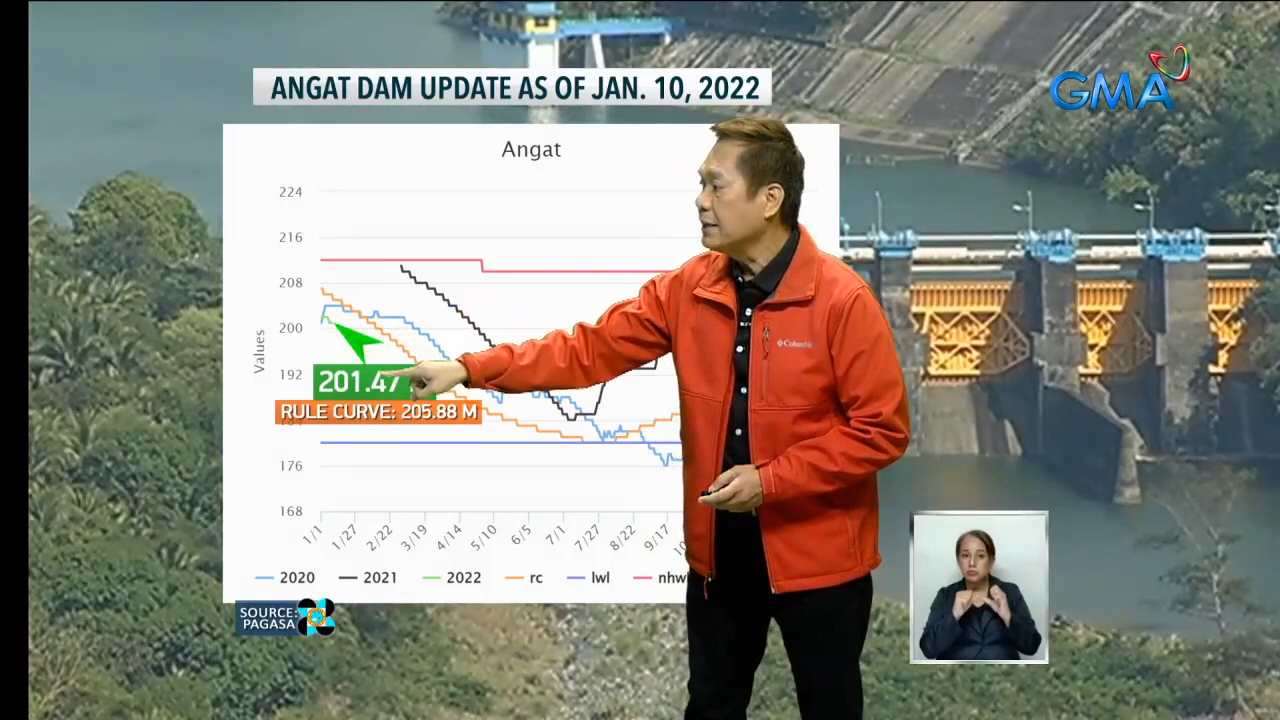 ANGAT DAM UPDATE AS OF JAN. 10, 2022
GMA
Angat
224
216
208
200
192
184
176
168
Values
201.47
RULE CURVE: 205.88 M
1/1
1/27
2/22
3/19
4/14
5/10
6/5
7/1
7/27
8/22
9/17
2020
2021
2022
rc
lwl
SOURCE:
PAGASA